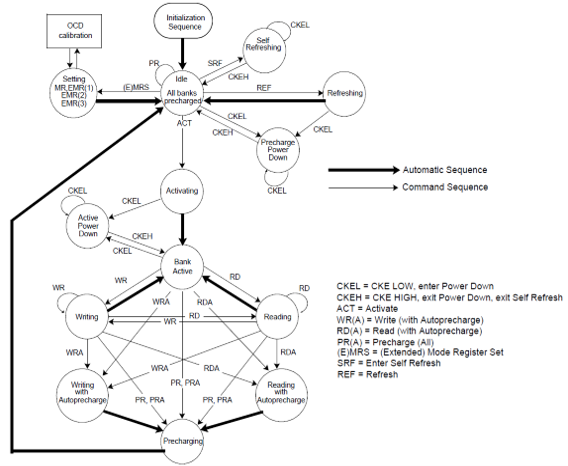 OCD
calibration
Initialization
Sequence
CKEL
Self
Refreshing
SRF
CKEH
PR
Idle
All banks
precharged
Setting
MR,EMR(1)
EMR(2)
EMR(3)
(E)MRS
REF
Refreshing
CKEL
CKEH
CKEL
ACT
Precharge
Power
Down
CKEL
Automatic Sequence
Command Sequence
Activating
CKEL
CKEL
Active
Power
Down
CKEH
CKEL
Bank
Active
WR
RD
WR
WRA
RDA
RD
Writing
RD
WR
Reading
WRA
WRA
RDA
RDA
Writing
with
Autoprecharge
PR, PRA
PR, PRA
PR, PRA
Reading
with
Autoprecharge
Precharging
CKEL = CKE LOW, enter Power Down
CKEH = CKE HIGH, exit Power Down, exit Self Refresh
ACT = Activate
WR(A) = Write (with Autoprecharge)
RD(A) = Read (with Autoprecharge)
PR(A) = Precharge (All)
(E)MRS = (Extended) Mode Register Set
SRF = Enter Self Refresh
REF = Refresh